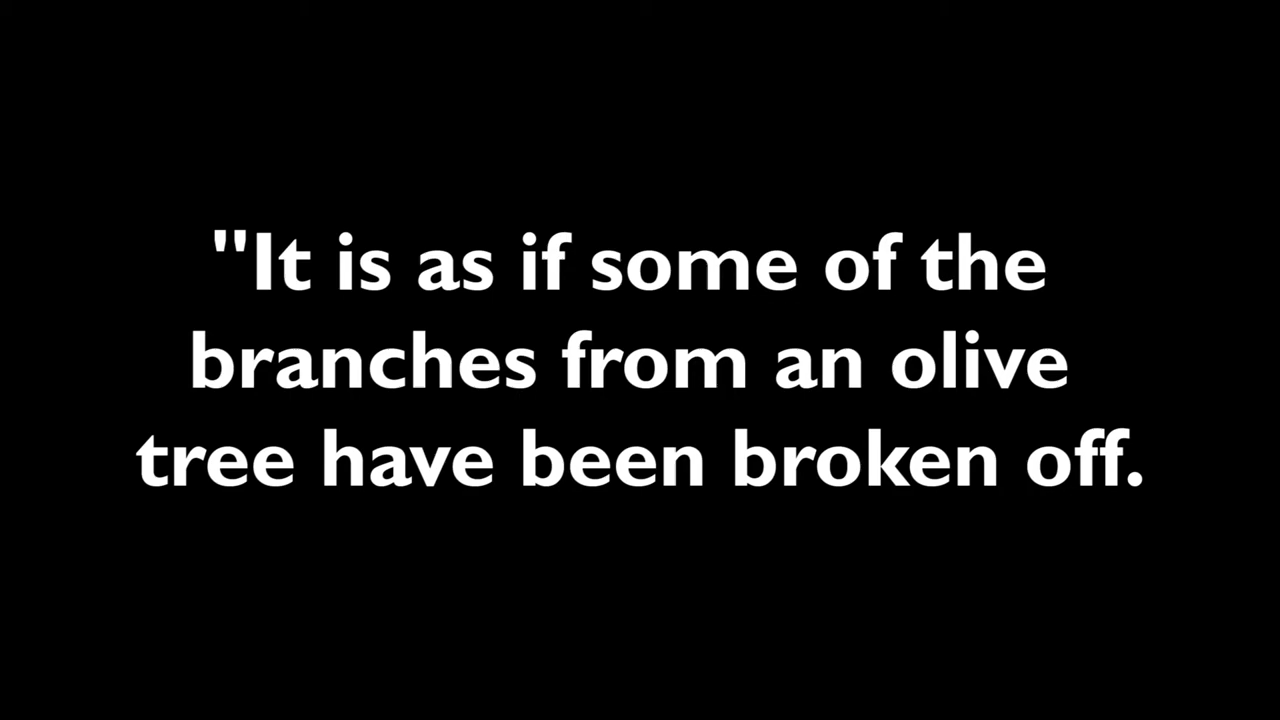 "It is as if some of the
branches from an olive
tree have been broken off.